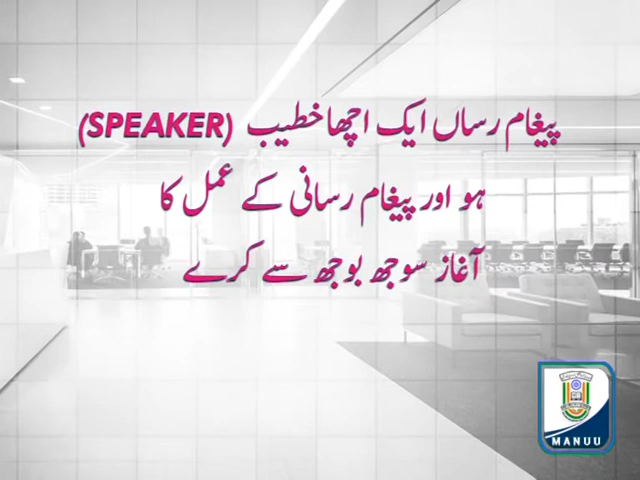 پیغام رساں ایک اچھا خطیب (SPEAKER)
ہو اور پیغام رسانی کے عمل کا
آغاز سوجھ بوجھ سے کرے
MANUU